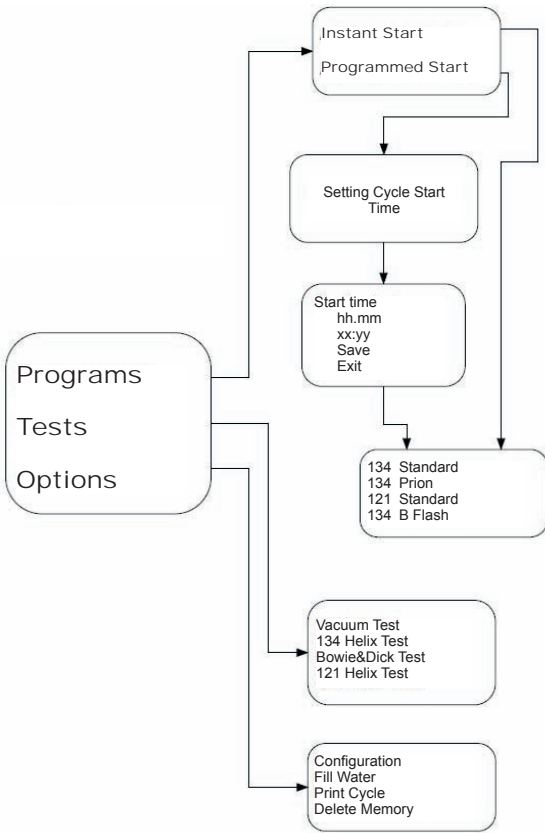 Instant Start
Programmed Start
Setting Cycle Start
Time
Start time
hh.mm
xx:yy
Save
Exit
Programs
Tests
Options
134 Standard
134 Prion
121 Standard
134 B Flash
Vacuum Test
134 Helix Test
Bowie&Dick Test
121 Helix Test
Configuration
Fill Water
Print Cycle
Delete Memory